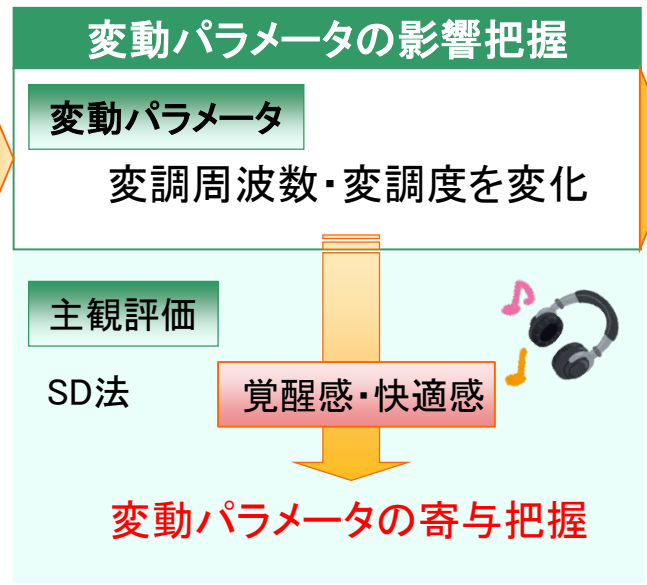 変動パラメータの影響把握
変動パラメータ
変調周波数・変調度を変化
主観評価
SD法
覚醒感・快適感
変動パラメータの寄与把握